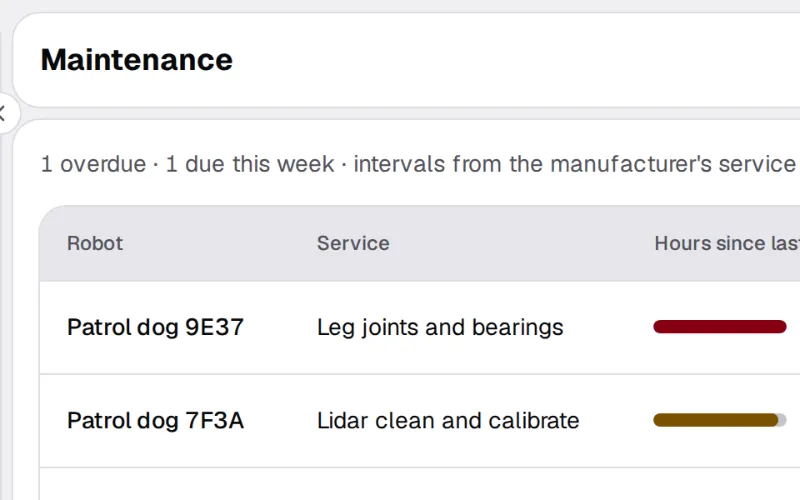 Maintenance
1 overdue · 1 due this week · intervals from the manufacturer's service
Robot Service Hours since last
Patrol dog 9E37 Leg joints and bearings
Patrol dog 7F3A Lidar clean and calibrate